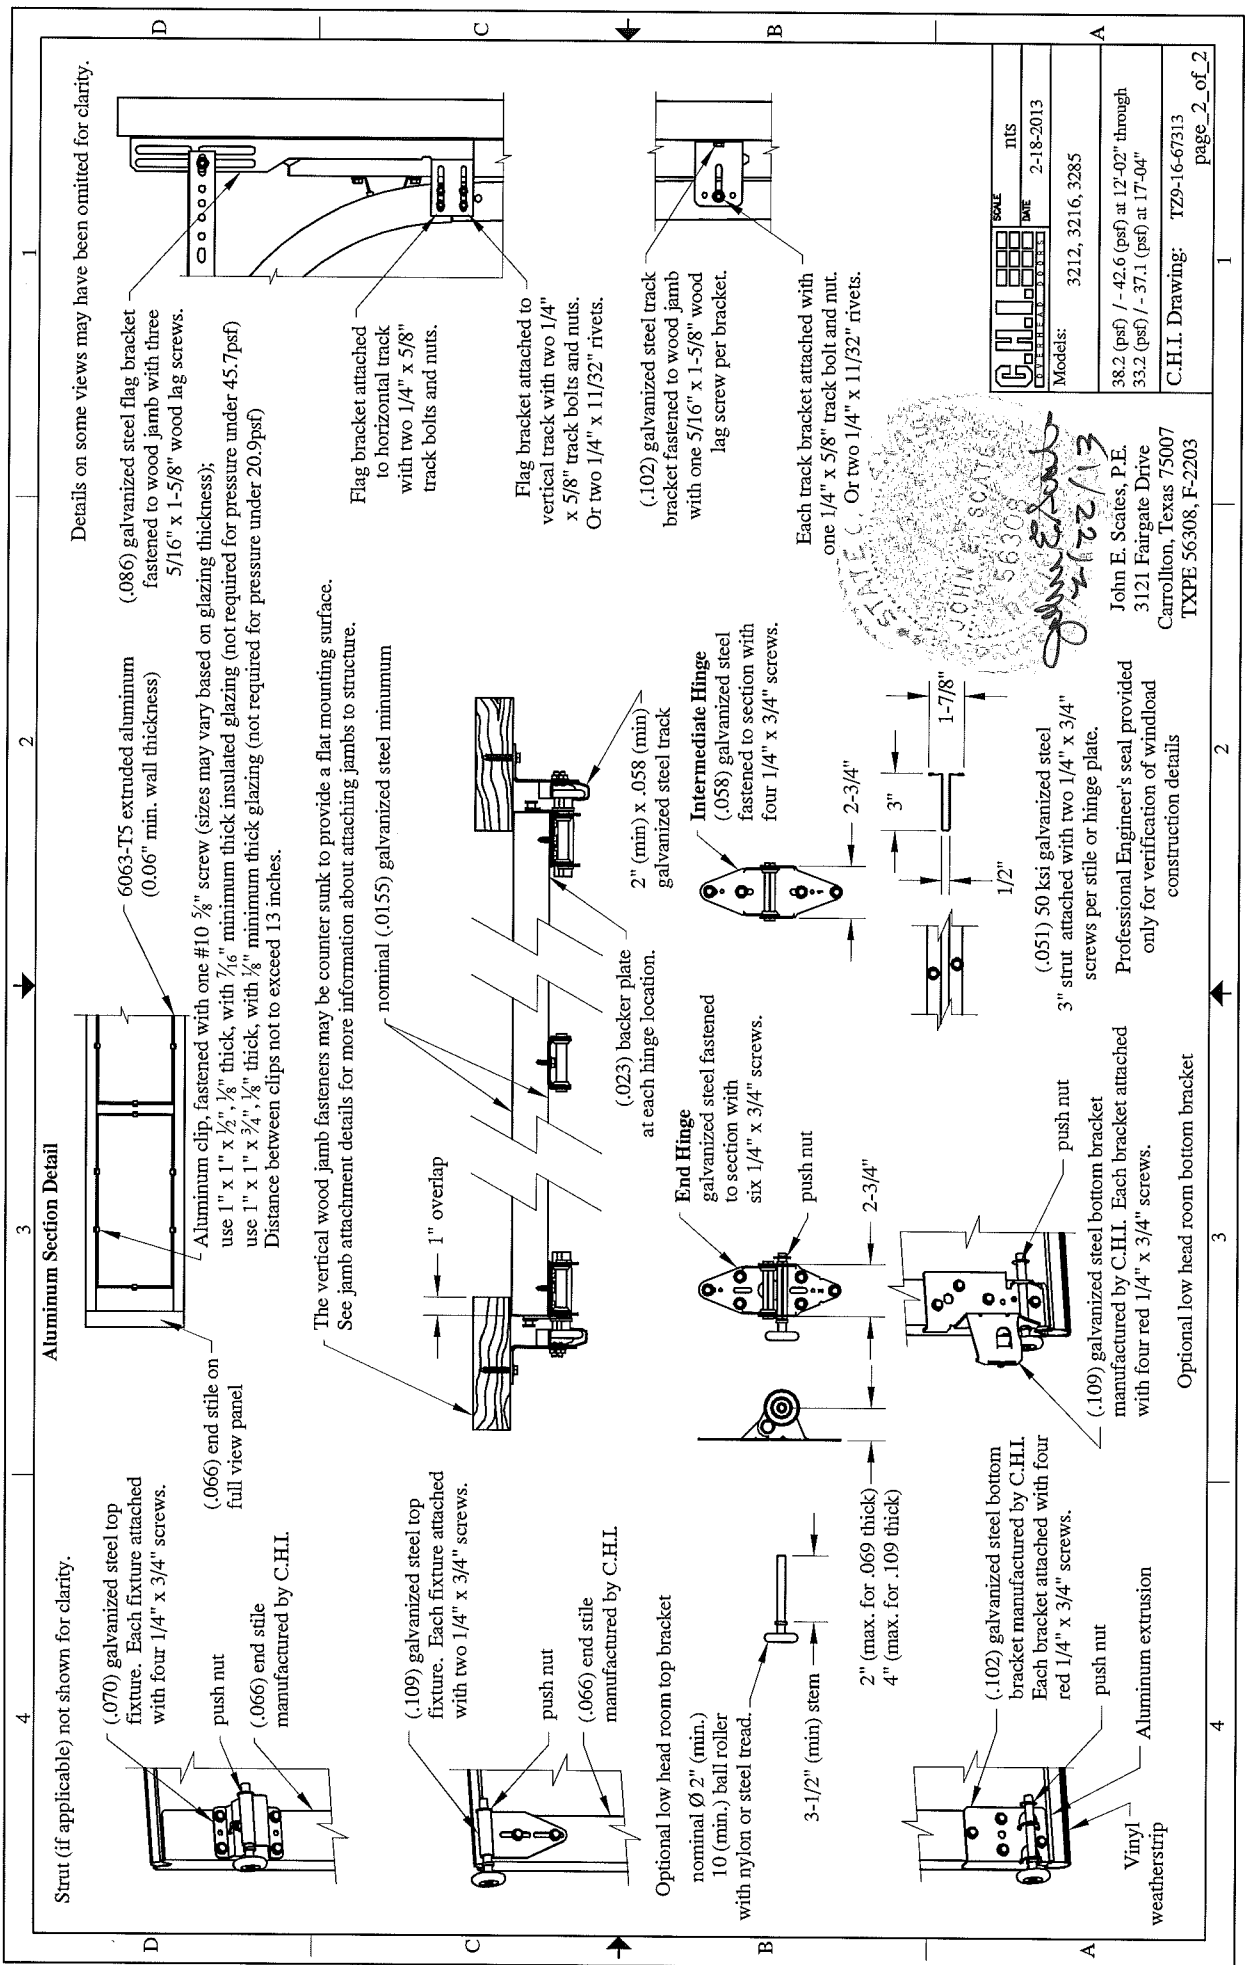 4
3
2
1
D
D
C
C
B
B
A
A
Strut (if applicable) not shown for clarity.
(.070) galvanized steel top
fixture. Each fixture attached
with four 1/4" x 3/4" screws.
push nut
(.066) end stile
manufactured by C.H.I.
(.109) galvanized steel top
fixture. Each fixture attached
with two 1/4" x 3/4" screws.
push nut
(.066) end stile
manufactured by C.H.I.
Optional low head room top bracket
nominal Ø 2" (min.)
10 (min.) ball roller
with nylon or steel tread.
3-1/2" (min) stem
2" (max. for .069 thick)
4" (max. for .109 thick)
(.102) galvanized steel bottom
bracket manufactured by C.H.I.
Each bracket attached with four
red 1/4" x 3/4" screws.
push nut
Aluminum extrusion
Vinyl
weatherstrip
Aluminum Section Detail
(.066) end stile on
full view panel
6063-T5 extruded aluminum
(0.06" min. wall thickness)
Aluminum clip, fastened with one #10 5⁄8" screw (sizes may vary based on glazing thickness);
use 1" x 1" x 1⁄2", 1⁄8" thick, with 7⁄16" minimum thick insulated glazing (not required for pressure under 45.7psf)
use 1" x 1" x 3⁄4", 1⁄8" thick, with 1⁄8" minimum thick glazing (not required for pressure under 20.9psf)
Distance between clips not to exceed 13 inches.
The vertical wood jamb fasteners may be counter sunk to provide a flat mounting surface.
See jamb attachment details for more information about attaching jambs to structure.
1" overlap
nominal (.0155) galvanized steel minimum
(.023) backer plate
at each hinge location.
2" (min) x .058 (min)
galvanized steel track
End Hinge
galvanized steel fastened
to section with
six 1/4" x 3/4" screws.
push nut
2-3/4"
Intermediate Hinge
(.058) galvanized steel
fastened to section with
four 1/4" x 3/4" screws.
2-3/4"
push nut
(.109) galvanized steel bottom bracket
manufactured by C.H.I. Each bracket attached
with four red 1/4" x 3/4" screws.
Optional low head room bottom bracket
3"
1/2"
1-7/8"
(.051) 50 ksi galvanized steel
3" strut attached with two 1/4" x 3/4"
screws per stile or hinge plate.
Professional Engineer's seal provided
only for verification of windload
construction details
Details on some views may have been omitted for clarity.
(.086) galvanized steel flag bracket
fastened to wood jamb with three
5/16" x 1-5/8" wood lag screws.
Flag bracket attached
to horizontal track
with two 1/4" x 5/8"
track bolts and nuts.
Flag bracket attached to
vertical track with two 1/4"
x 5/8" track bolts and nuts.
Or two 1/4" x 11/32" rivets.
(.102) galvanized steel track
bracket fastened to wood jamb
with one 5/16" x 1-5/8" wood
lag screw per bracket.
Each track bracket attached with
one 1/4" x 5/8" track bolt and nut.
Or two 1/4" x 11/32" rivets.
STATE
JOHN E SCATE
56308
John E. Scates, P.E.
3121 Fairgate Drive
Carrollton, Texas 75007
TXPE 56308, F-2203
C.H.I.
OVERHEAD DOORS
SCALE
nts
DATE
2-18-2013
Models:
3212, 3216, 3285
38.2 (psf) / - 42.6 (psf) at 12'-02" through
33.2 (psf) / - 37.1 (psf) at 17'-04"
C.H.I. Drawing: TZ9-16-67313
page_2_of_2
4
3
2
1